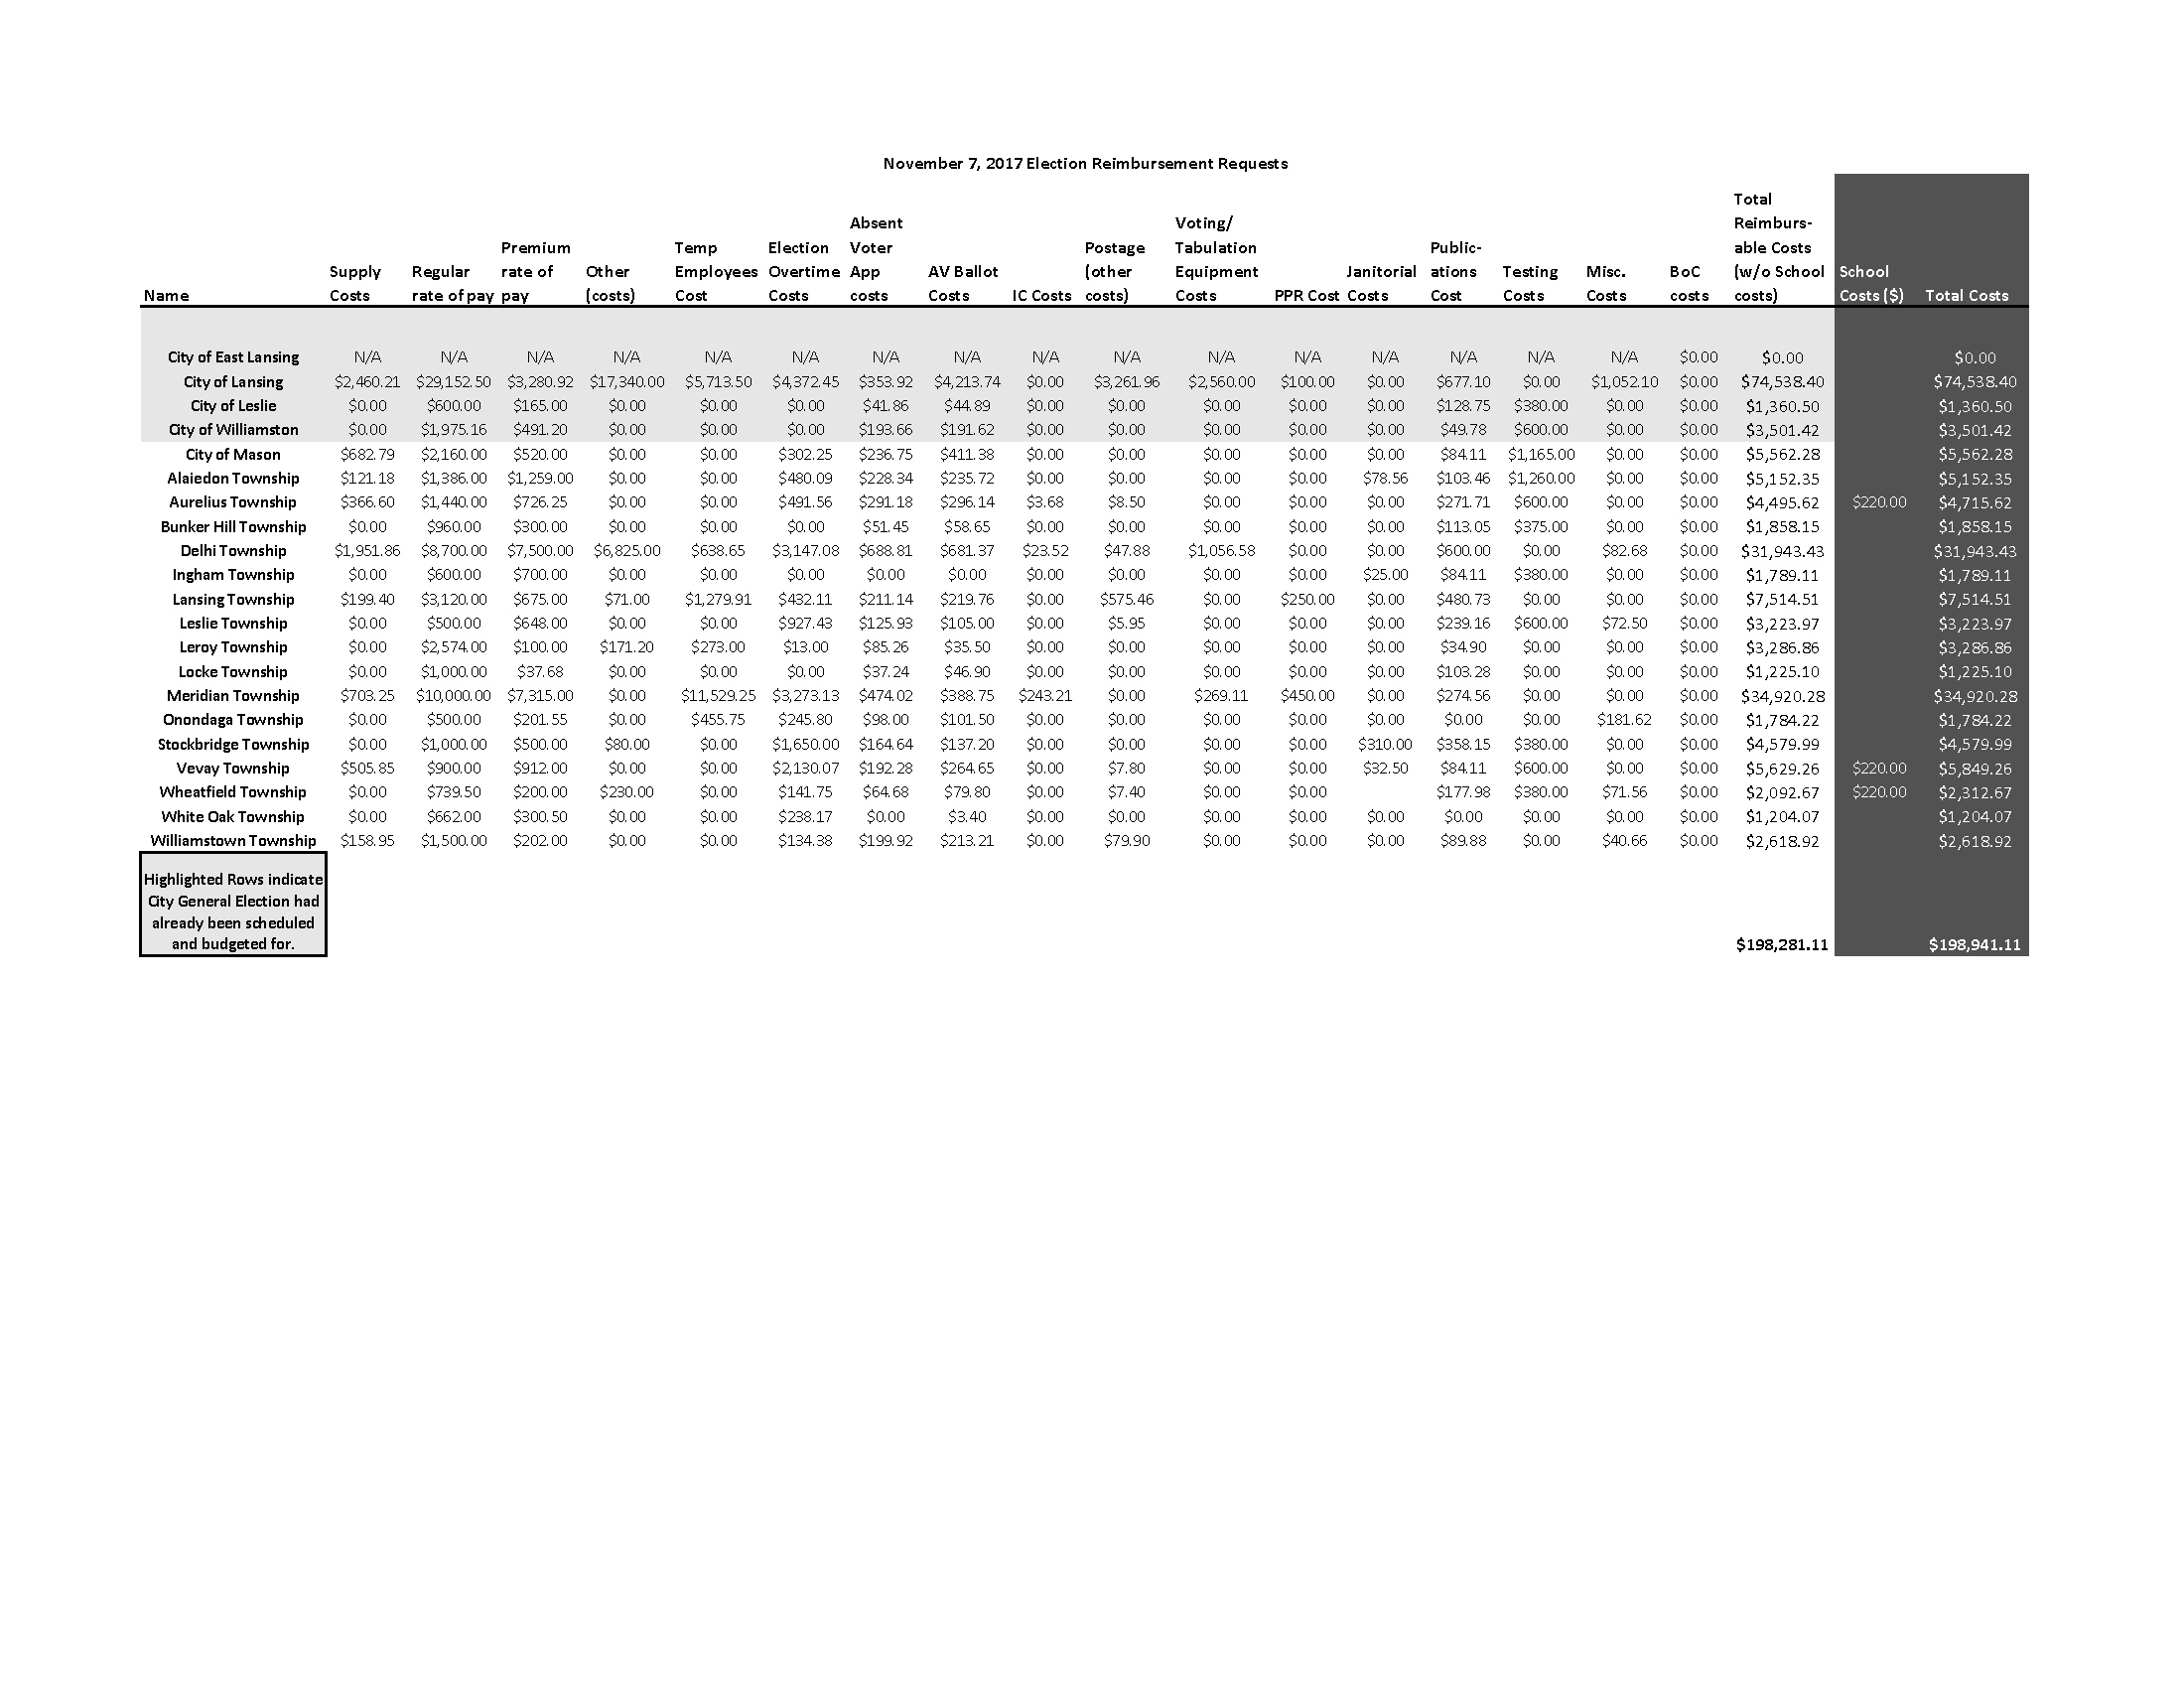 November 7, 2017 Election Reimbursement Requests
Name Supply Costs Regular rate of pay Premium rate of pay Other (costs) Temp Employees Cost Election Overtime Costs Absent Voter App costs AV Ballot Costs IC Costs Postage (other costs) Voting/ Tabulation Equipment Costs PPR Cost Janitorial Costs Public- ations Cost Testing Costs Misc. Costs BoC costs Total Reimburs- able Costs (w/o School costs) School Costs ($) Total Costs
City of East Lansing N/A N/A N/A N/A N/A N/A N/A N/A N/A N/A N/A N/A N/A N/A N/A N/A $0.00 $0.00 $0.00
City of Lansing $2,460.21 $29,152.50 $3,280.92 $17,340.00 $5,713.50 $4,372.45 $353.92 $4,213.74 $0.00 $3,261.96 $2,560.00 $100.00 $0.00 $677.10 $0.00 $1,052.10 $0.00 $74,538.40 $74,538.40
City of Leslie $0.00 $600.00 $165.00 $0.00 $0.00 $0.00 $41.86 $44.89 $0.00 $0.00 $0.00 $0.00 $0.00 $128.75 $380.00 $0.00 $0.00 $1,360.50 $1,360.50
City of Williamston $0.00 $1,975.16 $491.20 $0.00 $0.00 $0.00 $193.66 $191.62 $0.00 $0.00 $0.00 $0.00 $0.00 $49.78 $600.00 $0.00 $0.00 $3,501.42 $3,501.42
City of Mason $682.79 $2,160.00 $520.00 $0.00 $0.00 $302.25 $236.75 $411.38 $0.00 $0.00 $0.00 $0.00 $0.00 $84.11 $1,165.00 $0.00 $0.00 $5,562.28 $5,562.28
Alaiedon Township $121.18 $1,386.00 $1,259.00 $0.00 $0.00 $480.09 $228.34 $235.72 $0.00 $0.00 $0.00 $0.00 $78.56 $103.46 $1,260.00 $0.00 $0.00 $5,152.35 $5,152.35
Aurelius Township $366.60 $1,440.00 $726.25 $0.00 $0.00 $491.56 $291.18 $296.14 $3.68 $8.50 $0.00 $0.00 $0.00 $271.71 $600.00 $0.00 $0.00 $4,495.62 $220.00 $4,715.62
Bunker Hill Township $0.00 $960.00 $300.00 $0.00 $0.00 $0.00 $51.45 $58.65 $0.00 $0.00 $0.00 $0.00 $0.00 $113.05 $375.00 $0.00 $0.00 $1,858.15 $1,858.15
Delhi Township $1,951.86 $8,700.00 $7,500.00 $6,825.00 $638.65 $3,147.08 $688.81 $681.37 $23.52 $47.88 $1,056.58 $0.00 $0.00 $600.00 $0.00 $82.68 $0.00 $31,943.43 $31,943.43
Ingham Township $0.00 $600.00 $700.00 $0.00 $0.00 $0.00 $0.00 $0.00 $0.00 $0.00 $0.00 $0.00 $25.00 $84.11 $380.00 $0.00 $0.00 $1,789.11 $1,789.11
Lansing Township $199.40 $3,120.00 $675.00 $71.00 $1,279.91 $432.11 $211.14 $219.76 $0.00 $575.46 $0.00 $250.00 $0.00 $480.73 $0.00 $0.00 $0.00 $7,514.51 $7,514.51
Leslie Township $0.00 $500.00 $648.00 $0.00 $0.00 $927.43 $125.93 $105.00 $0.00 $5.95 $0.00 $0.00 $0.00 $239.16 $600.00 $72.50 $0.00 $3,223.97 $3,223.97
Leroy Township $0.00 $2,574.00 $100.00 $171.20 $273.00 $13.00 $85.26 $35.50 $0.00 $0.00 $0.00 $0.00 $0.00 $34.90 $0.00 $0.00 $0.00 $3,286.86 $3,286.86
Locke Township $0.00 $1,000.00 $37.68 $0.00 $0.00 $0.00 $37.24 $46.90 $0.00 $0.00 $0.00 $0.00 $0.00 $103.28 $0.00 $0.00 $0.00 $1,225.10 $1,225.10
Meridian Township $703.25 $10,000.00 $7,315.00 $0.00 $11,529.25 $3,273.13 $474.02 $388.75 $243.21 $0.00 $269.11 $450.00 $0.00 $274.56 $0.00 $0.00 $0.00 $34,920.28 $34,920.28
Onondaga Township $0.00 $500.00 $201.55 $0.00 $455.75 $245.80 $98.00 $101.50 $0.00 $0.00 $0.00 $0.00 $0.00 $0.00 $0.00 $181.62 $0.00 $1,784.22 $1,784.22
Stockbridge Township $0.00 $1,000.00 $500.00 $80.00 $0.00 $1,650.00 $164.64 $137.20 $0.00 $0.00 $0.00 $0.00 $310.00 $358.15 $380.00 $0.00 $0.00 $4,579.99 $4,579.99
Vevay Township $505.85 $900.00 $912.00 $0.00 $0.00 $2,130.07 $192.28 $264.65 $0.00 $7.80 $0.00 $0.00 $32.50 $84.11 $600.00 $0.00 $0.00 $5,629.26 $220.00 $5,849.26
Wheatfield Township $0.00 $739.50 $200.00 $230.00 $0.00 $141.75 $64.68 $79.80 $0.00 $7.40 $0.00 $0.00 $177.98 $380.00 $71.56 $0.00 $2,092.67 $220.00 $2,312.67
White Oak Township $0.00 $662.00 $300.50 $0.00 $0.00 $238.17 $0.00 $3.40 $0.00 $0.00 $0.00 $0.00 $0.00 $0.00 $0.00 $0.00 $0.00 $1,204.07 $1,204.07
Williamstown Township $158.95 $1,500.00 $202.00 $0.00 $0.00 $134.38 $199.92 $213.21 $0.00 $79.90 $0.00 $0.00 $0.00 $89.88 $0.00 $40.66 $0.00 $2,618.92 $2,618.92
Highlighted Rows indicate
City General Election had
already been scheduled
and budgeted for.
$198,281.11 $198,941.11